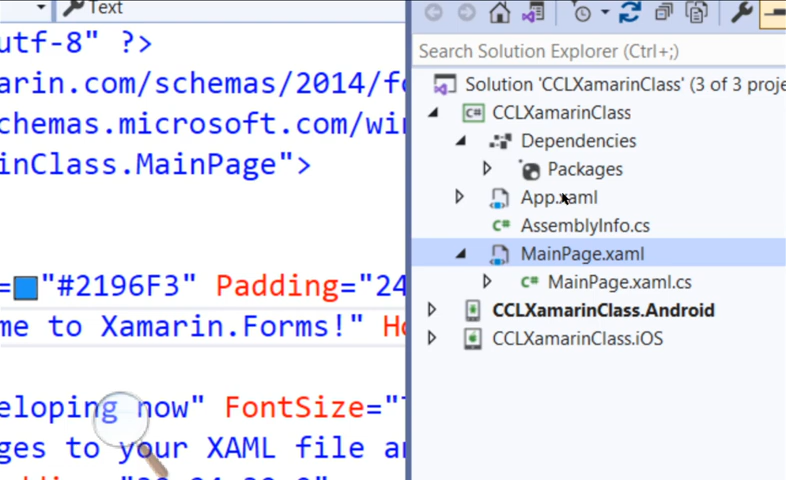 Text
utf-8" ?>
arin.com/schemas/2014/fo
chemas.microsoft.com/win
inClass.MainPage">
="#2196F3" Padding="24
me to Xamarin.Forms!" Ho
eloping now" FontSize="T
ges to your XAML file an
Search Solution Explorer (Ctrl+;)
Solution 'CCLXamarinClass' (3 of 3 proje
CCLXamarinClass
Dependencies
Packages
App.xaml
AssemblyInfo.cs
MainPage.xaml
MainPage.xaml.cs
CCLXamarinClass.Android
CCLXamarinClass.iOS